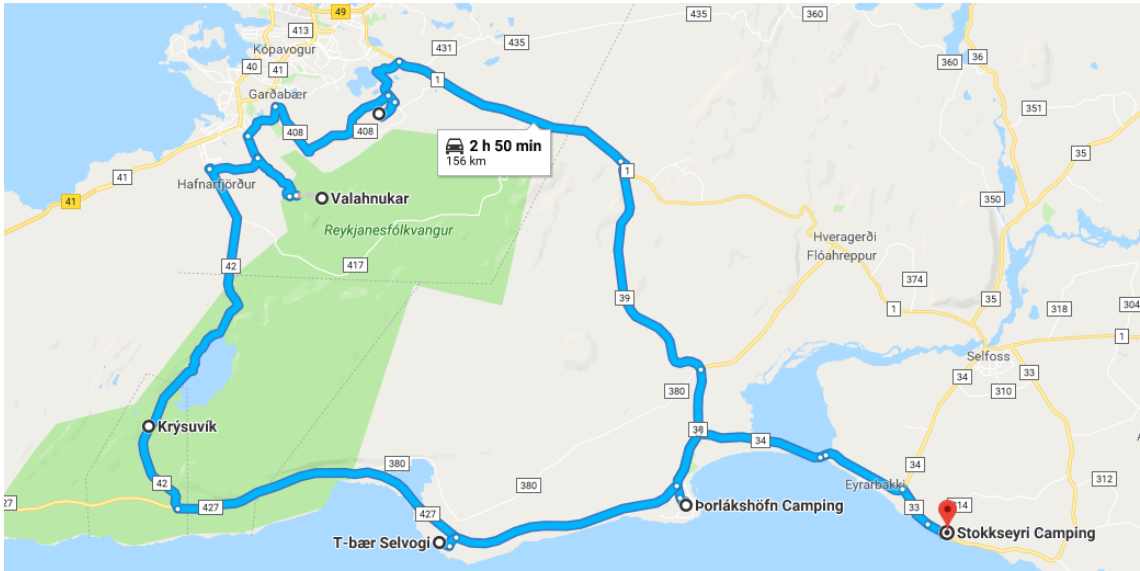 49
435
360
413
431
435
Kópavogur
360
36
40
41
1
Garðabær
351
408
408
35
2 h 50 min
156 km
1
41
Hafnarfjörður
41
Valahnukar
350
Reykjanesfólkvangur
Hveragerði
Flóahreppur
417
42
374
39
35
1
318
304
1
Selfoss
34
33
380
310
Krýsuvík
38
34
380
34
42
380
312
Eyrarbakki
427
427
Þorlákshöfn Camping
33
314
427
T-bær Selvogi
Stokkseyri Camping